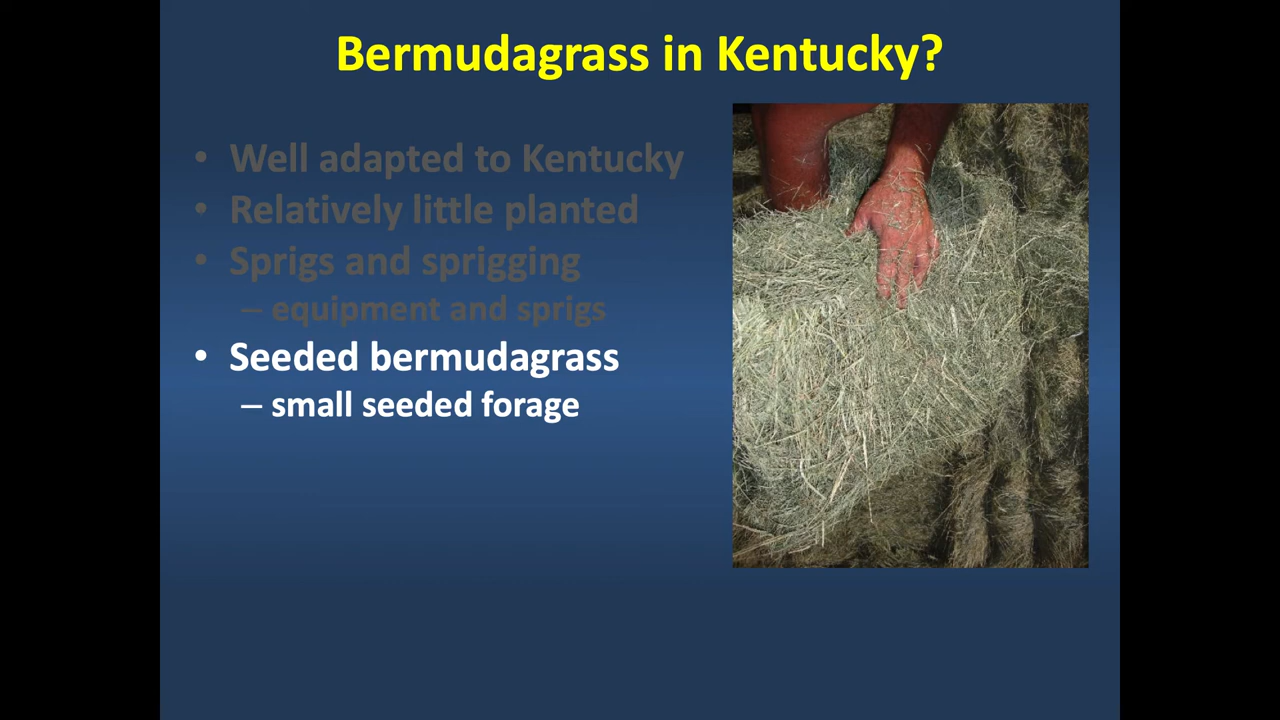 Bermudagrass in Kentucky?
• Well adapted to Kentucky
• Relatively little planted
• Sprigs and sprigging
– equipment and sprigs
• Seeded bermudagrass
– small seeded forage